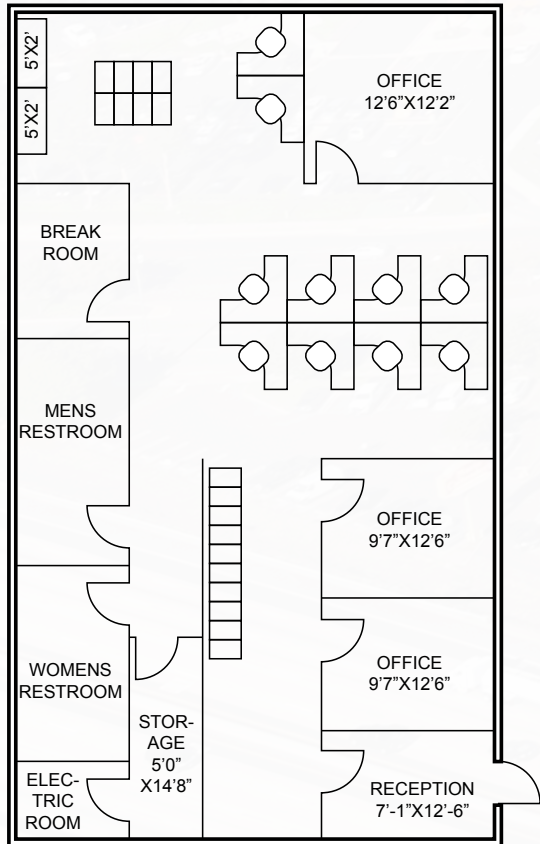 5’X2’
5’X2’
OFFICE
12’6”X12’2”
BREAK
ROOM
MENS
RESTROOM
OFFICE
9’7”X12’6”
OFFICE
9’7”X12’6”
WOMENS
RESTROOM
STOR-
AGE
5’0”
X14’8”
ELEC-
TRIC
ROOM
RECEPTION
7’-1”X12’-6”